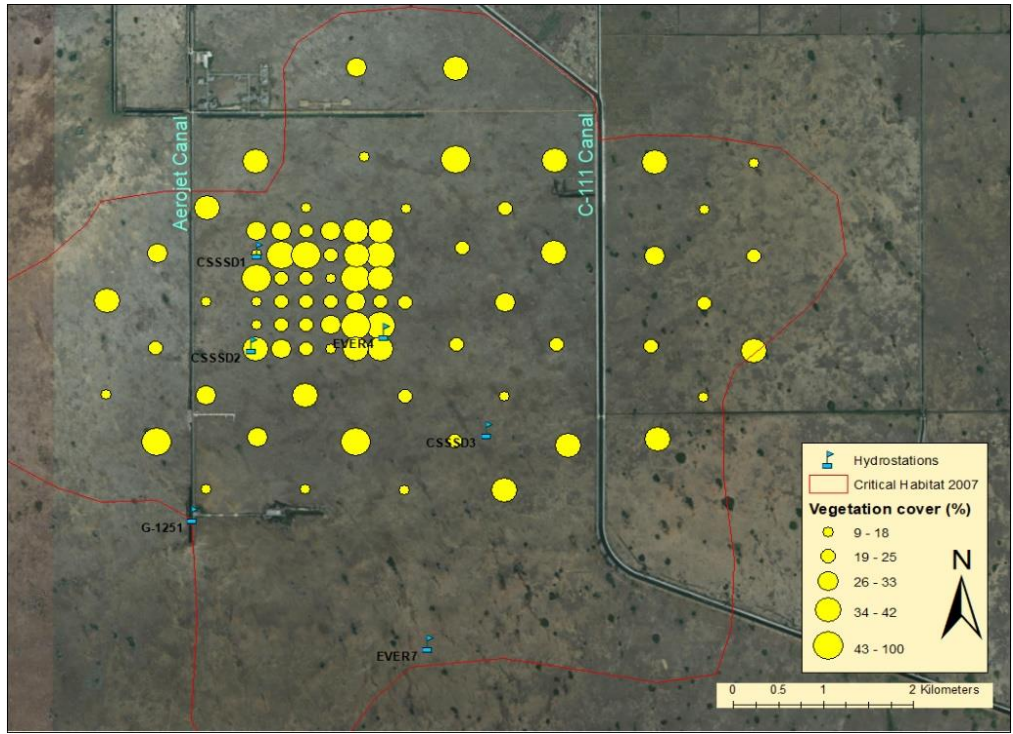 Aerojet Canal
C-111 Canal
CSSSD1
EVER4
CSSSD2
CSSSD3
G-1251
EVER7
Hydrostations
Critical Habitat 2007
Vegetation cover (%)
9 - 18
19 - 25
26 - 33
34 - 42
43 - 100
N
0 0.5 1 2 Kilometers